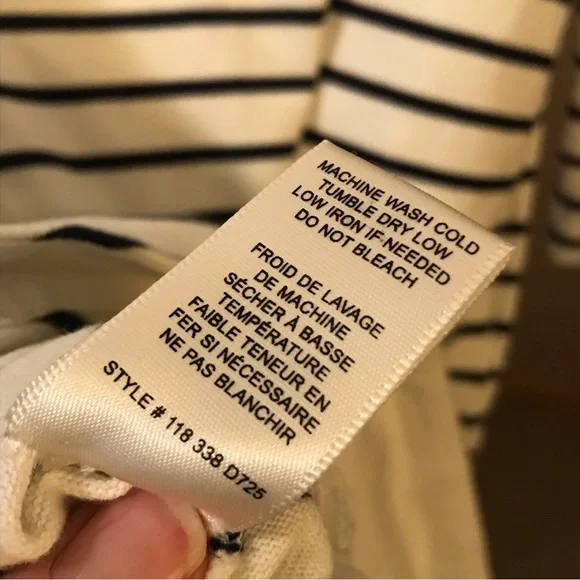 MACHINE WASH COLD
TUMBLE DRY LOW
LOW IRON IF NEEDED
DO NOT BLEACH
FROID DE LAVAGE
DE MACHINE
SÉCHER À BASSE
TEMPÉRATURE
FAIBLE TENEUR EN
FER SI NÉCESSAIRE
NE PAS BLANCHIR
STYLE # 118 338 D725